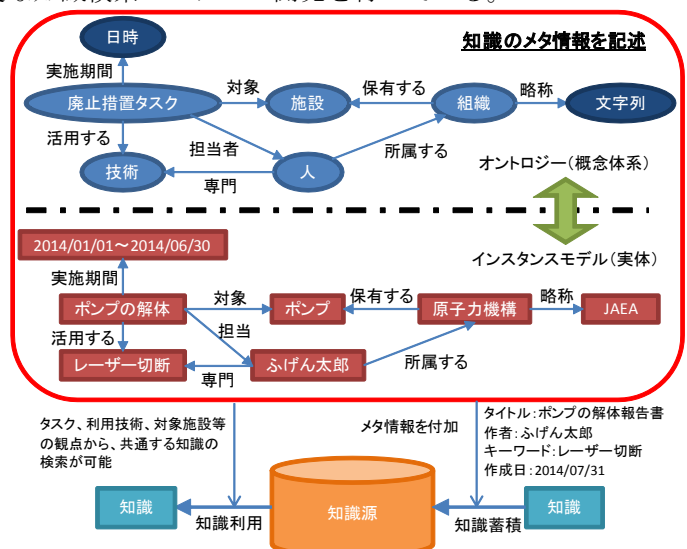 日時
知識のメタ情報を記述
実施期間
対象
保有する
略称
廃止措置タスク
施設
組織
文字列
活用する
担当者
所属する
技術
専門
人
オントロジー(概念体系)
2014/01/01~2014/06/30
インスタンスモデル(実体)
実施期間
対象
保有する
略称
ポンプの解体
ポンプ
原子力機構
JAEA
活用する
担当
所属する
レーザー切断
専門
ふげん太郎
タスク、利用技術、対象施設等
の観点から、共通する知識の
検索が可能
メタ情報を付加
タイトル:ポンプの解体報告書
作者:ふげん太郎
キーワード:レーザー切断
作成日:2014/07/31
知識
知識利用
知識源
知識蓄積
知識